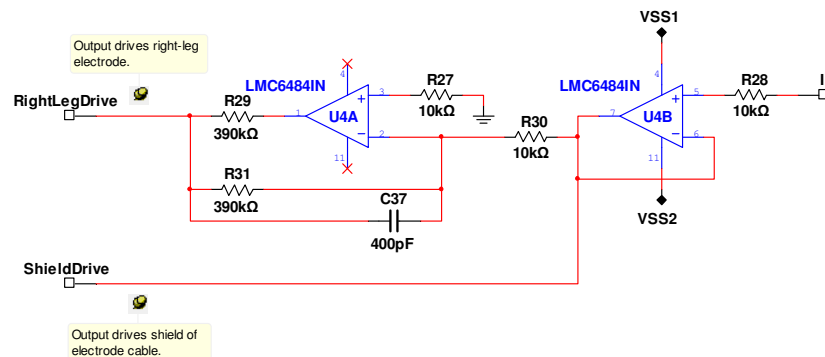 Output drives right-leg
electrode.
RightLegDrive
R29
390kΩ
LMC6484IN
4
3
1
2
11
U4A
R27
10kΩ
R30
10kΩ
R31
390kΩ
C37
400pF
VSS1
LMC6484IN
4
5
7
6
11
U4B
R28
10kΩ
VSS2
ShieldDrive
Output drives shield of
electrode cable.